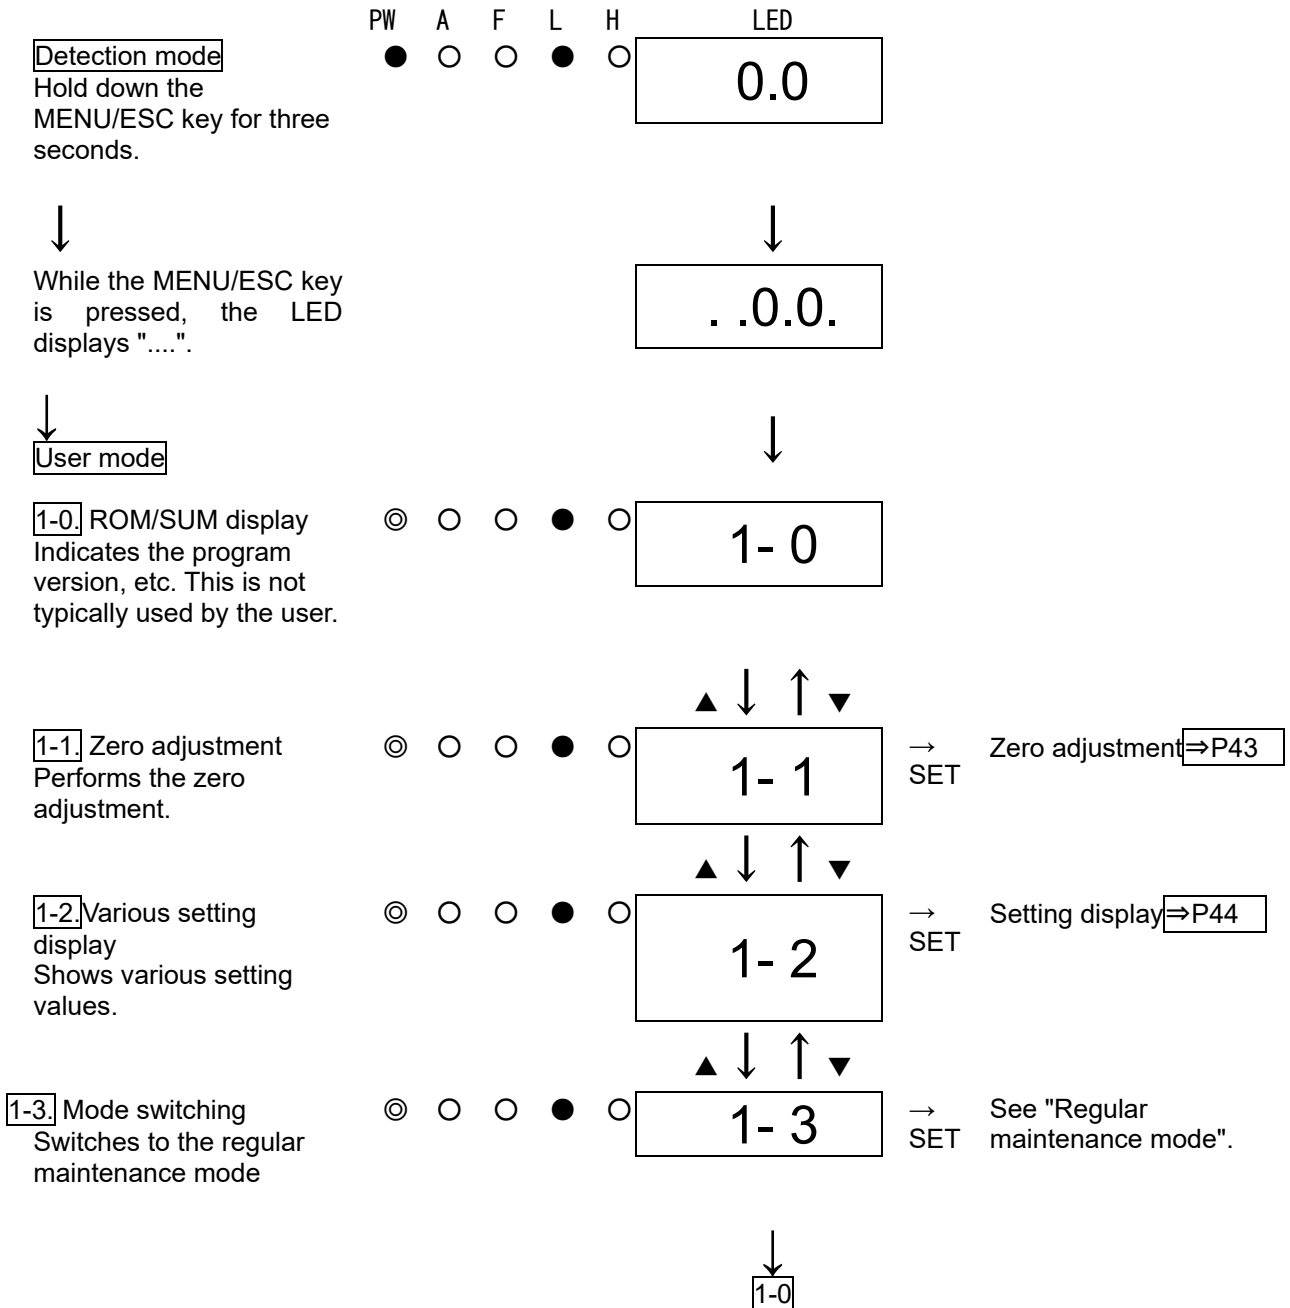 PW A F L H LED
Detection mode ● ○ ○ ● ○ 0.0
Hold down the
MENU/ESC key for three
seconds.
↓ ↓
While the MENU/ESC key
is pressed, the LED
displays "....".
. .0.0.
↓ ↓
User mode
1-0. ROM/SUM display ◎ ○ ○ ● ○ 1- 0
Indicates the program
version, etc. This is not
typically used by the user.
▲ ↓ ↑ ▼
1-1. Zero adjustment ◎ ○ ○ ● ○ 1- 1 → Zero adjustment⇒P43
Performs the zero SET
adjustment.
▲ ↓ ↑ ▼
1-2.Various setting ◎ ○ ○ ● ○ 1- 2 → Setting display⇒P44
display SET
Shows various setting
values.
▲ ↓ ↑ ▼
1-3. Mode switching ◎ ○ ○ ● ○ 1- 3 → See "Regular
Switches to the regular SET maintenance mode".
maintenance mode
↓
1-0